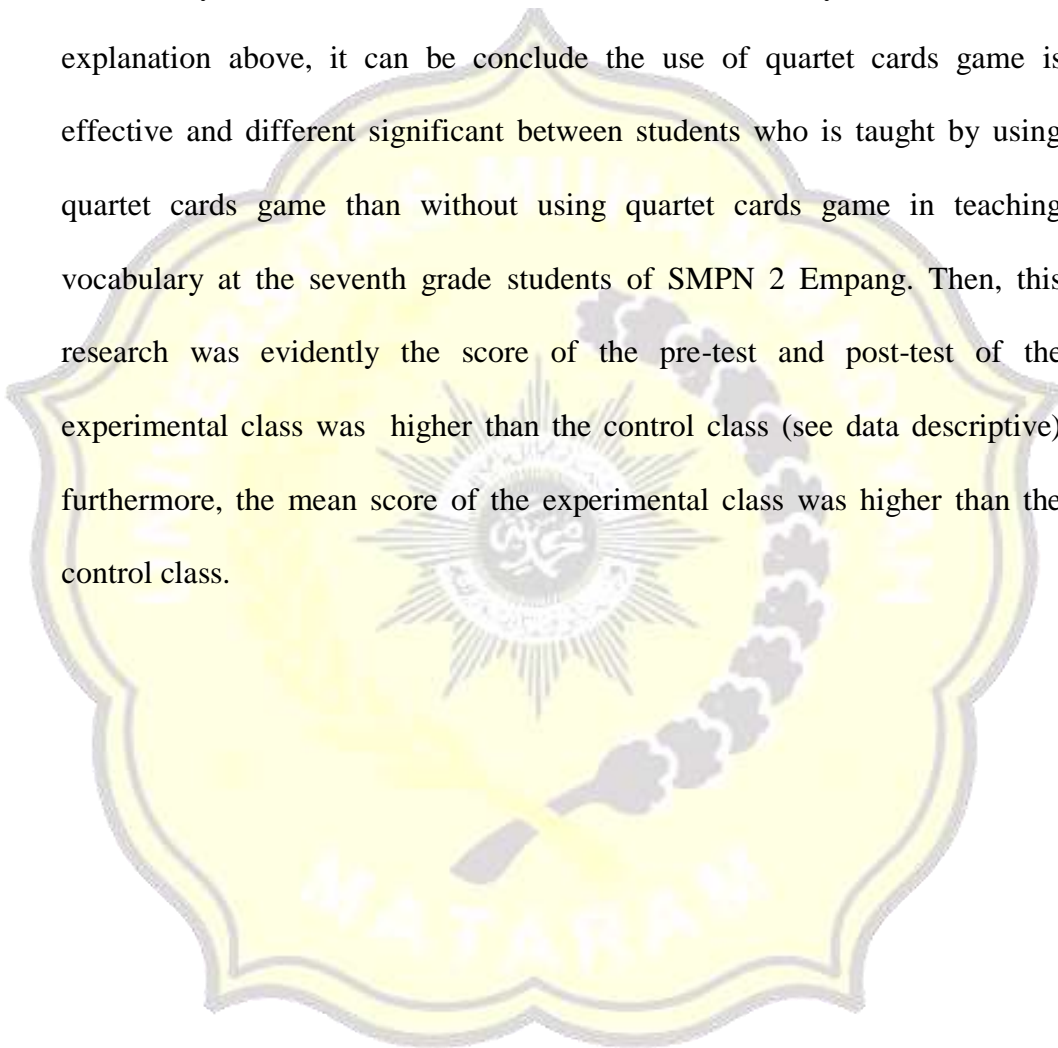 explanation above, it can be conclude the use of quartet cards game is
effective and different significant between students who is taught by using
quartet cards game than without using quartet cards game in teaching
vocabulary at the seventh grade students of SMPN 2 Empang. Then, this
research was evidently the score of the pre-test and post-test of the
experimental class was higher than the control class (see data descriptive)
furthermore, the mean score of the experimental class was higher than the
control class.
UNIVERSITAS MUHAMMADIYAH
MATARAM